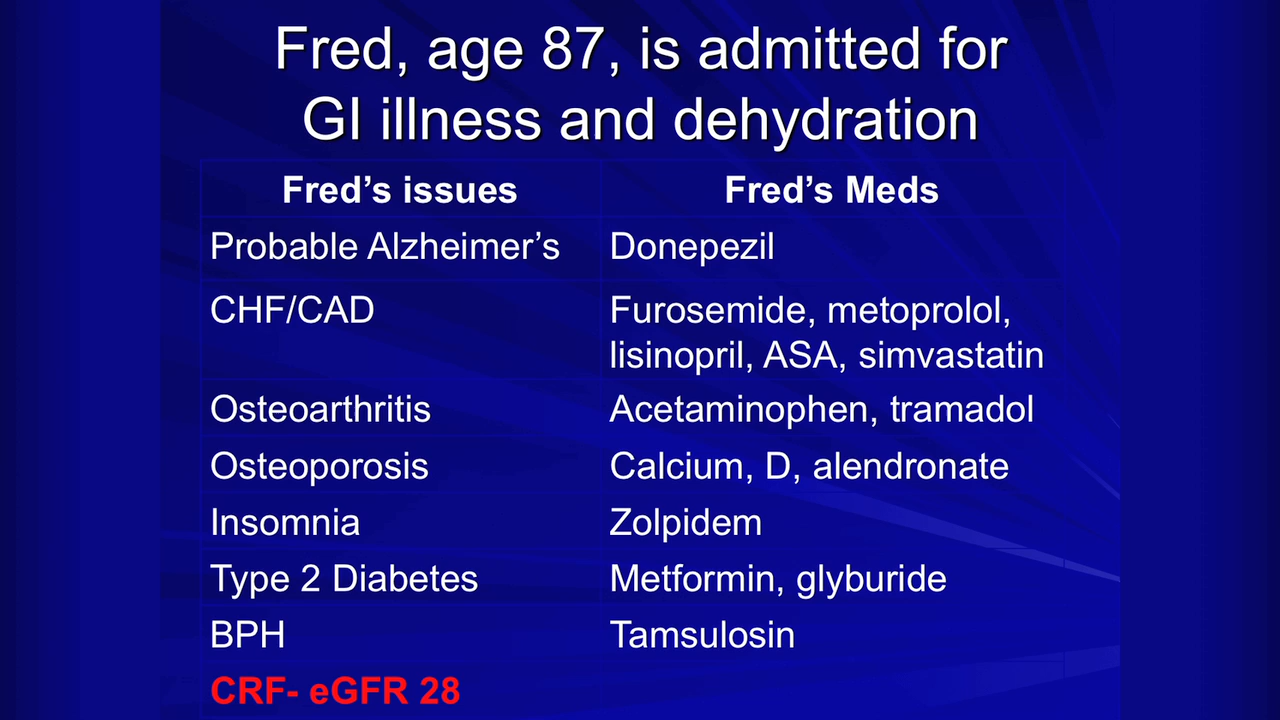 Fred, age 87, is admitted for
GI illness and dehydration
Fred’s issues Fred’s Meds
Probable Alzheimer’s Donepezil
CHF/CAD Furosemide, metoprolol,
lisinopril, ASA, simvastatin
Osteoarthritis Acetaminophen, tramadol
Osteoporosis Calcium, D, alendronate
Insomnia Zolpidem
Type 2 Diabetes Metformin, glyburide
BPH Tamsulosin
CRF- eGFR 28